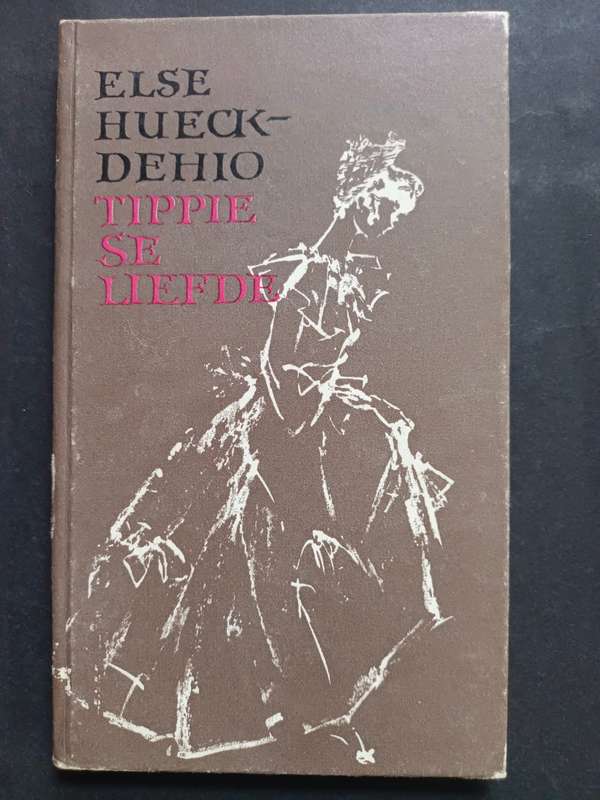 ELSE
HUECK-
DEHIO
TIPPIE
SE
LIEFDE